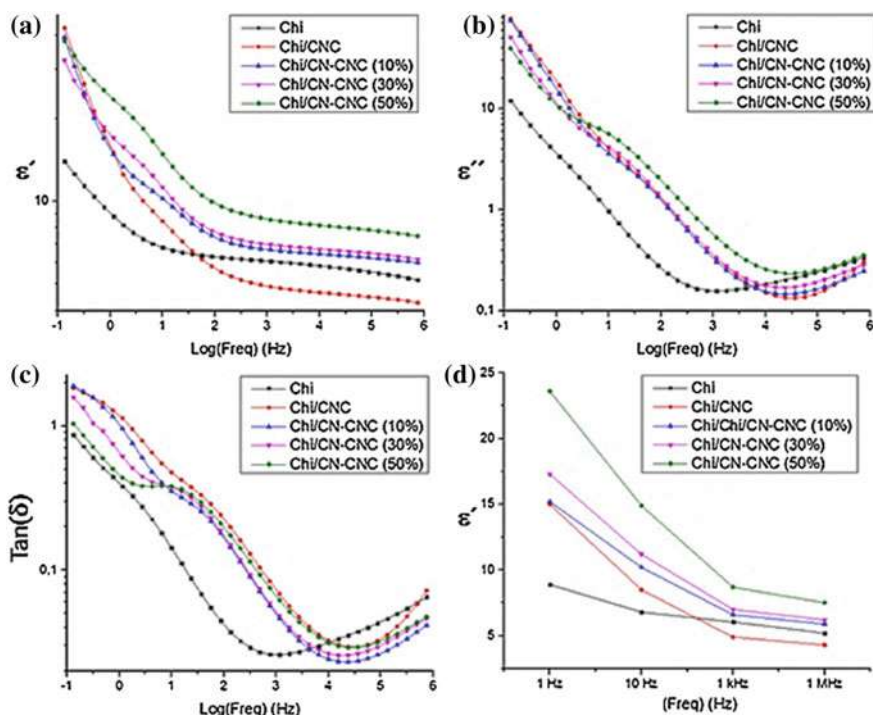 (a)
Chi
Chi/CNC
Chi/CN-CNC (10%)
Chi/CN-CNC (30%)
Chi/CN-CNC (50%)
ε′
10
-1 0 1 2 3 4 5 6
Log(Freq) (Hz)
(b)
Chi
Chi/CNC
Chi/CN-CNC (10%)
Chi/CN-CNC (30%)
Chi/CN-CNC (50%)
ε″
10
1
0,1
-1 0 1 2 3 4 5 6
Log(Freq) (Hz)
(c)
Chi
Chi/CNC
Chi/CN-CNC (10%)
Chi/CN-CNC (30%)
Chi/CN-CNC (50%)
Tan(δ)
1
0,1
-1 0 1 2 3 4 5 6
Log(Freq) (Hz)
(d)
Chi
Chi/CNC
Chi/Chi/CN-CNC (10%)
Chi/CN-CNC (30%)
Chi/CN-CNC (50%)
ε′
25
20
15
10
5
1 Hz 10 Hz 1 kHz 1 MHz
(Freq) (Hz)